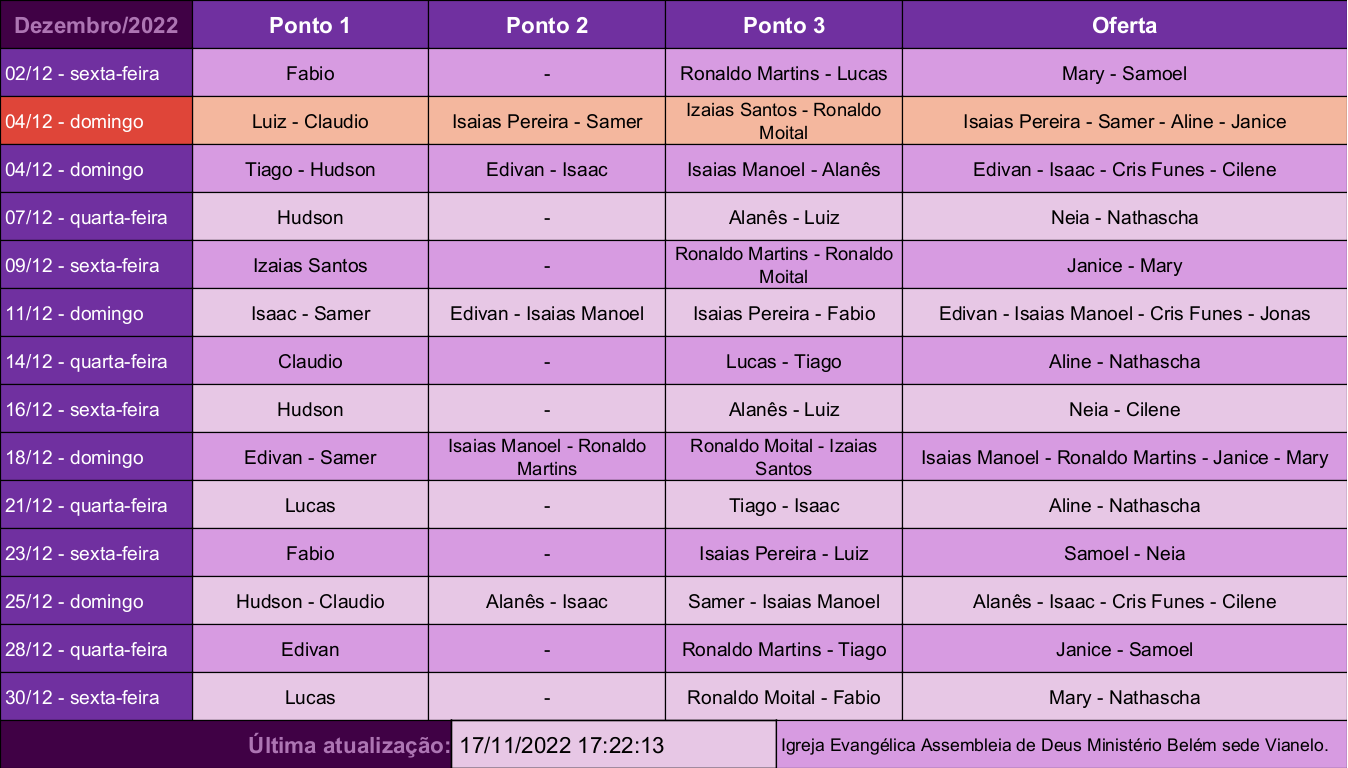 Dezembro/2022 Ponto 1 Ponto 2 Ponto 3 Oferta
02/12 - sexta-feira Fabio - Ronaldo Martins - Lucas Mary - Samoel
04/12 - domingo Luiz - Claudio Isaias Pereira - Samer Izaias Santos - Ronaldo Moital Isaias Pereira - Samer - Aline - Janice
04/12 - domingo Tiago - Hudson Edivan - Isaac Isaias Manoel - Alanês Edivan - Isaac - Cris Funes - Cilene
07/12 - quarta-feira Hudson - Alanês - Luiz Neia - Nathascha
09/12 - sexta-feira Izaias Santos - Ronaldo Martins - Ronaldo Moital Janice - Mary
11/12 - domingo Isaac - Samer Edivan - Isaias Manoel Isaias Pereira - Fabio Edivan - Isaias Manoel - Cris Funes - Jonas
14/12 - quarta-feira Claudio - Lucas - Tiago Aline - Nathascha
16/12 - sexta-feira Hudson - Alanês - Luiz Neia - Cilene
18/12 - domingo Edivan - Samer Isaias Manoel - Ronaldo Martins Ronaldo Moital - Izaias Santos Isaias Manoel - Ronaldo Martins - Janice - Mary
21/12 - quarta-feira Lucas - Tiago - Isaac Aline - Nathascha
23/12 - sexta-feira Fabio - Isaias Pereira - Luiz Samoel - Neia
25/12 - domingo Hudson - Claudio Alanês - Isaac Samer - Isaias Manoel Alanês - Isaac - Cris Funes - Cilene
28/12 - quarta-feira Edivan - Ronaldo Martins - Tiago Janice - Samoel
30/12 - sexta-feira Lucas - Ronaldo Moital - Fabio Mary - Nathascha
Última atualização: 17/11/2022 17:22:13 Igreja Evangélica Assembleia de Deus Ministério Belém sede Vianelo.